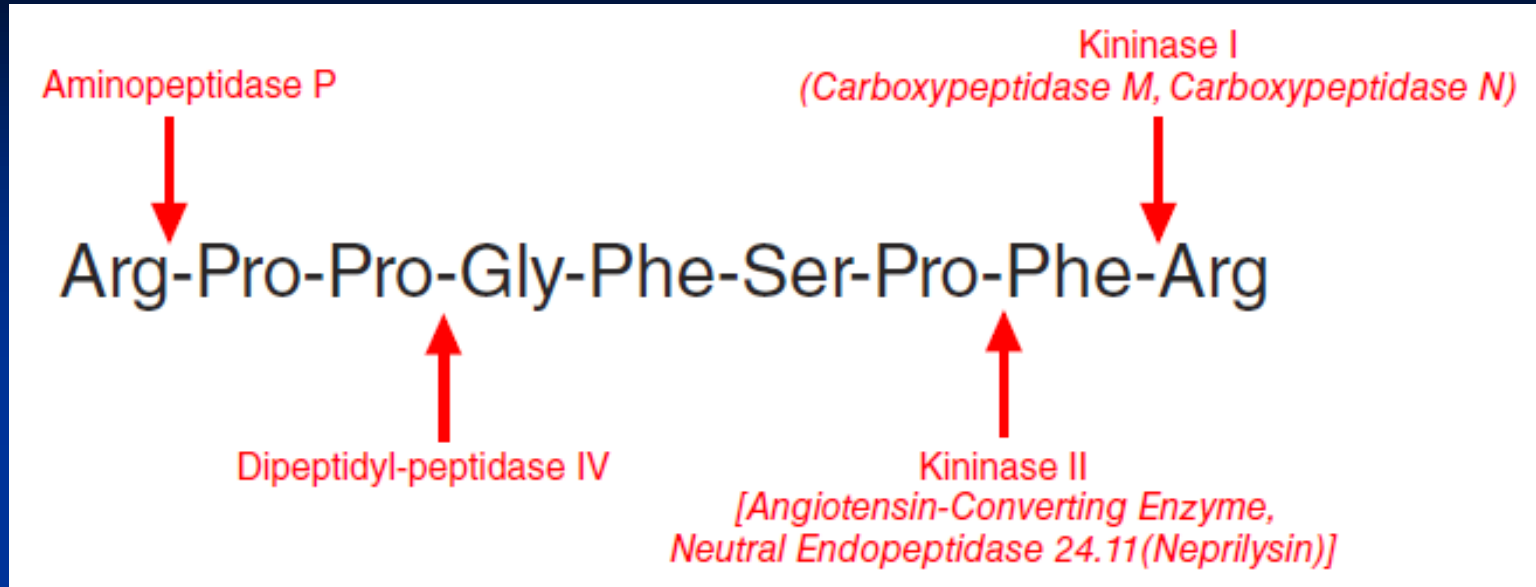 Kininase I
Aminopeptidase P
(Carboxypeptidase M, Carboxypeptidase N)
Arg-Pro-Pro-Gly-Phe-Ser-Pro-Phe-Arg
Dipeptidyl-peptidase IV
Kininase II
[Angiotensin-Converting Enzyme,
Neutral Endopeptidase 24.11(Neprilysin)]